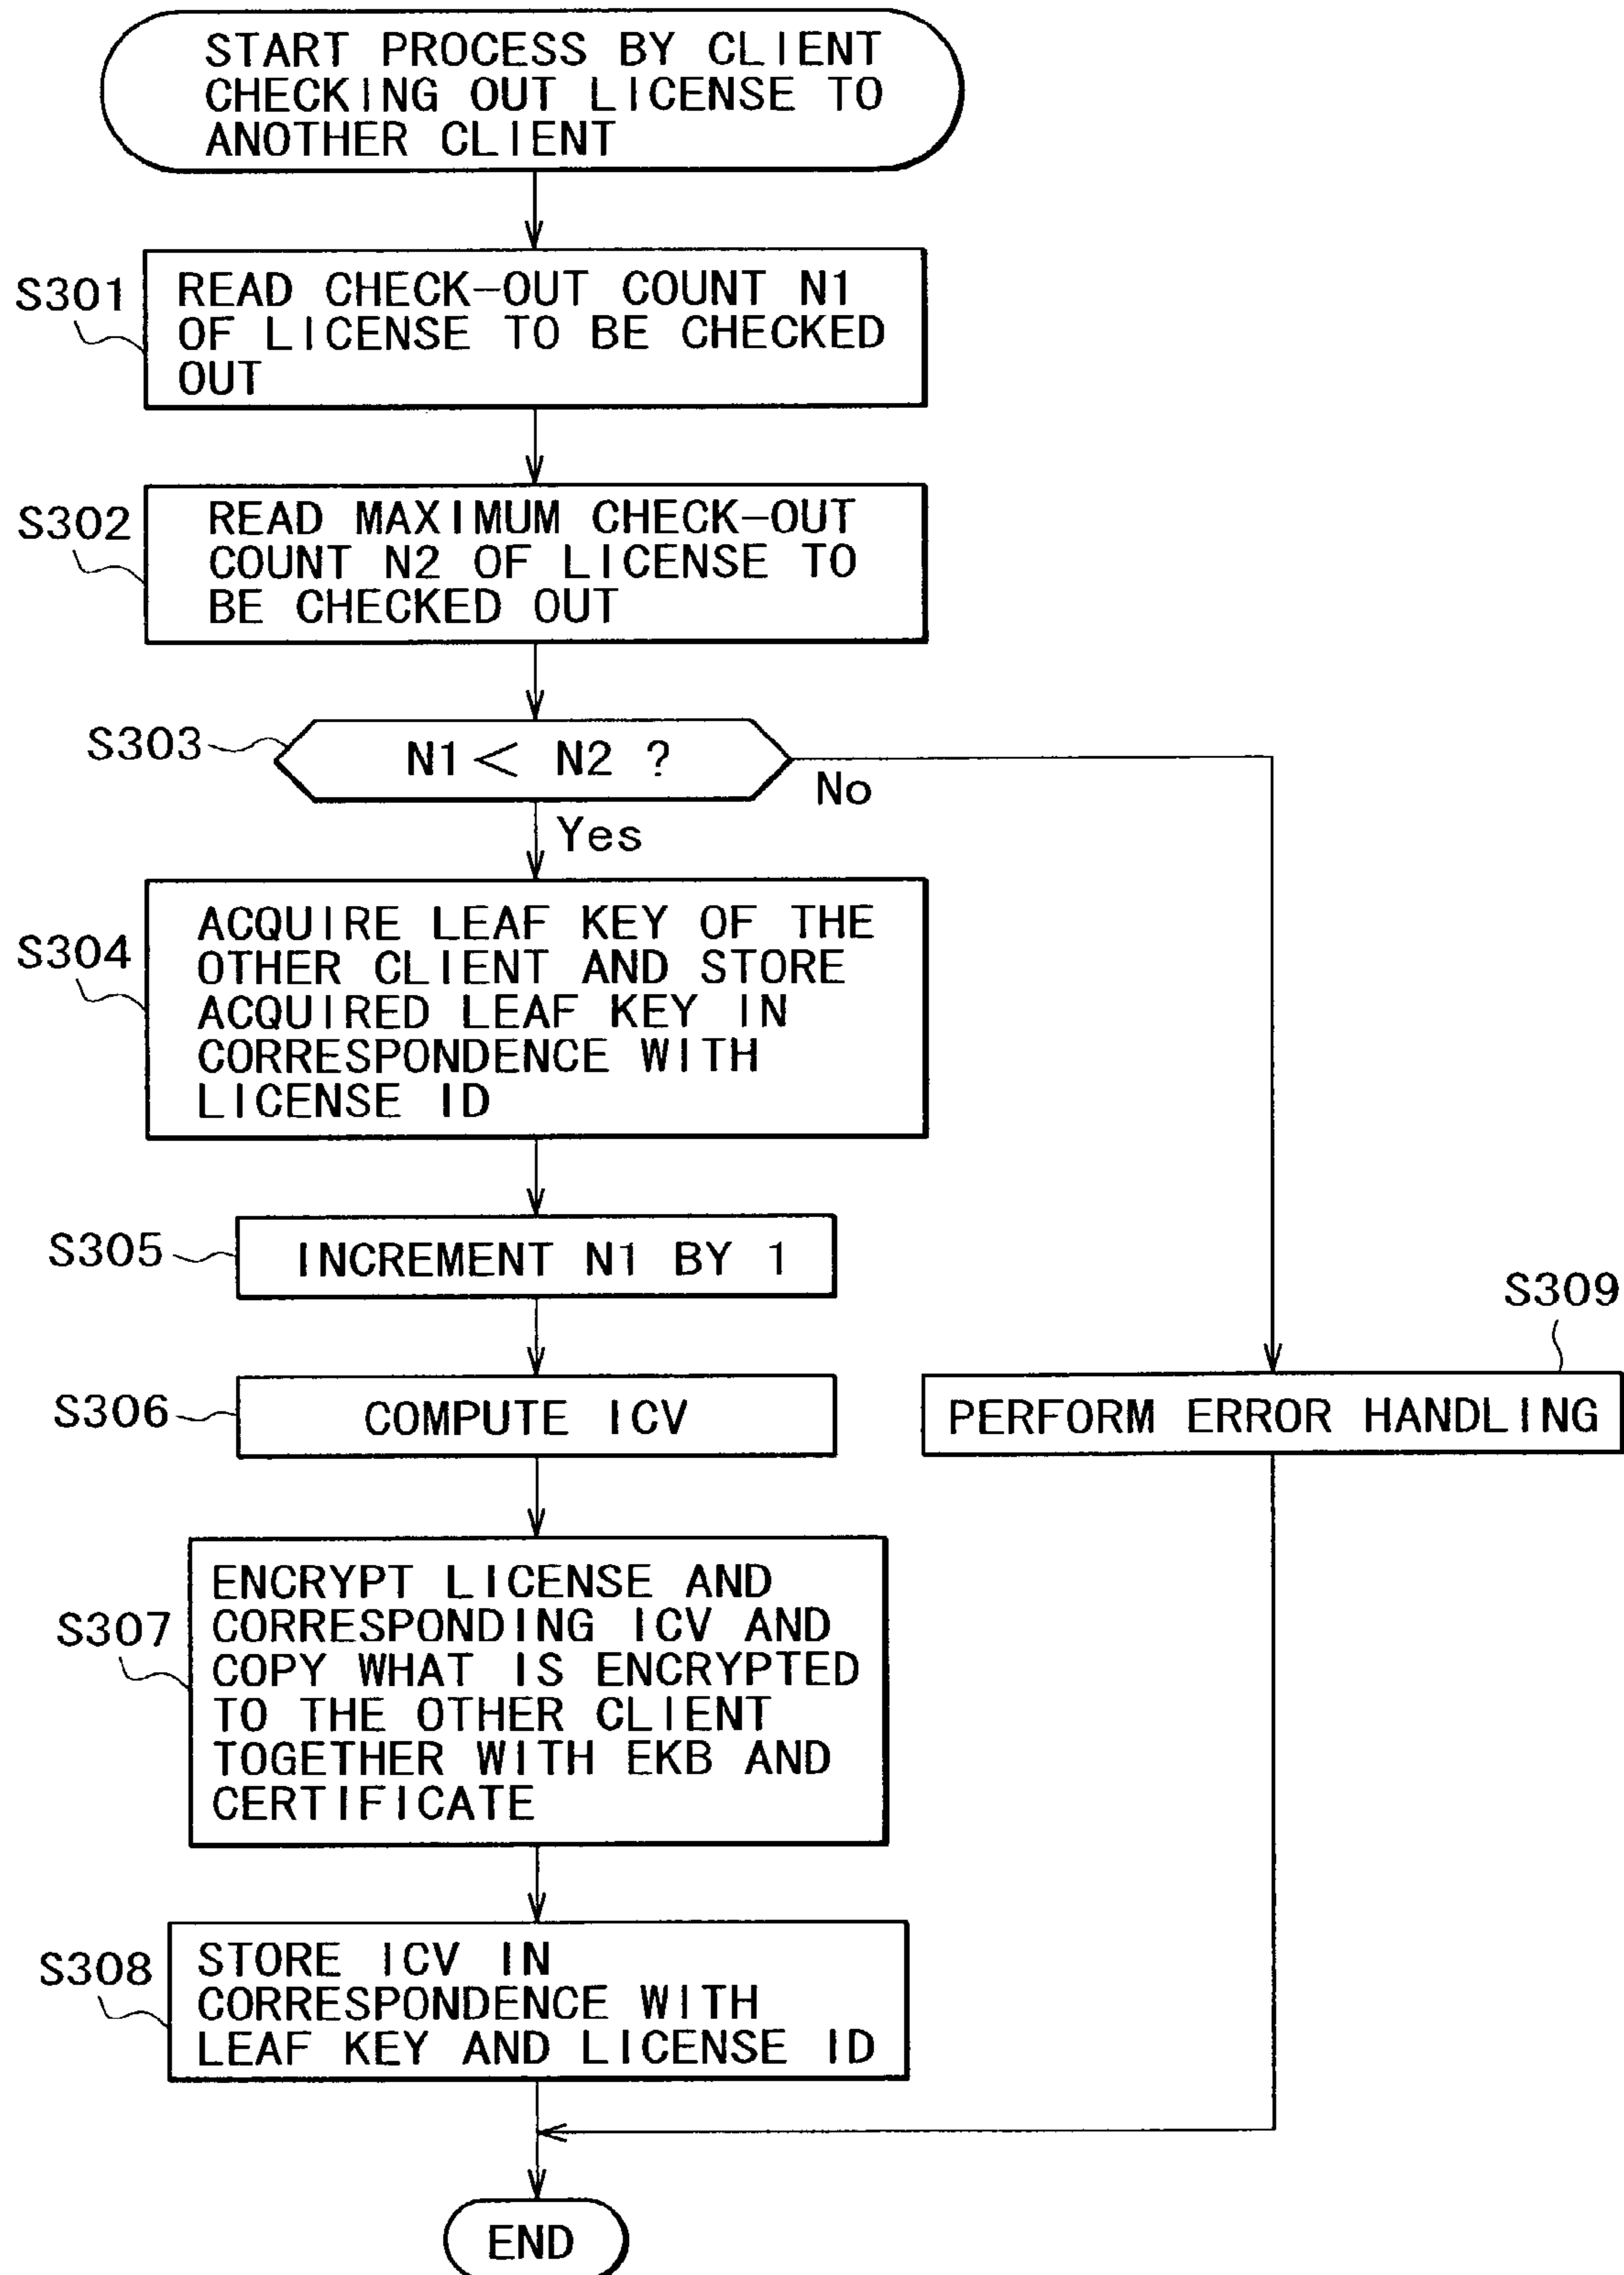 START PROCESS BY CLIENT
CHECKING OUT LICENSE TO
ANOTHER CLIENT
S301
READ CHECK-OUT COUNT N1
OF LICENSE TO BE CHECKED
OUT
S302
READ MAXIMUM CHECK-OUT
COUNT N2 OF LICENSE TO
BE CHECKED OUT
S303
N1 < N2 ?
No
Yes
S304
ACQUIRE LEAF KEY OF THE
OTHER CLIENT AND STORE
ACQUIRED LEAF KEY IN
CORRESPONDENCE WITH
LICENSE ID
S305
INCREMENT N1 BY 1
S309
S306
COMPUTE ICV
PERFORM ERROR HANDLING
S307
ENCRYPT LICENSE AND
CORRESPONDING ICV AND
COPY WHAT IS ENCRYPTED
TO THE OTHER CLIENT
TOGETHER WITH EKB AND
CERTIFICATE
S308
STORE ICV IN
CORRESPONDENCE WITH
LEAF KEY AND LICENSE ID
END